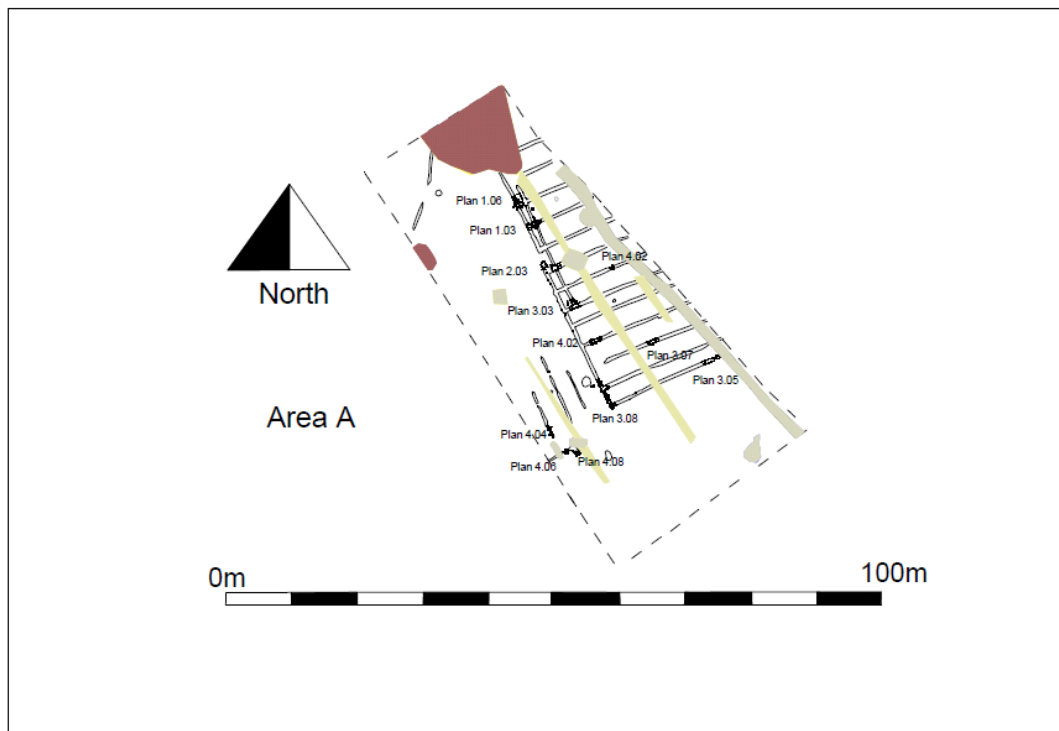 Plan 1.06
Plan 1.03
Plan 4.02
Plan 2.03
North
Plan 3.03
Plan 4.02
Plan 3.07
Plan 3.05
Area A
Plan 3.08
Plan 4.04
Plan 4.06
Plan 4.08
0m
100m